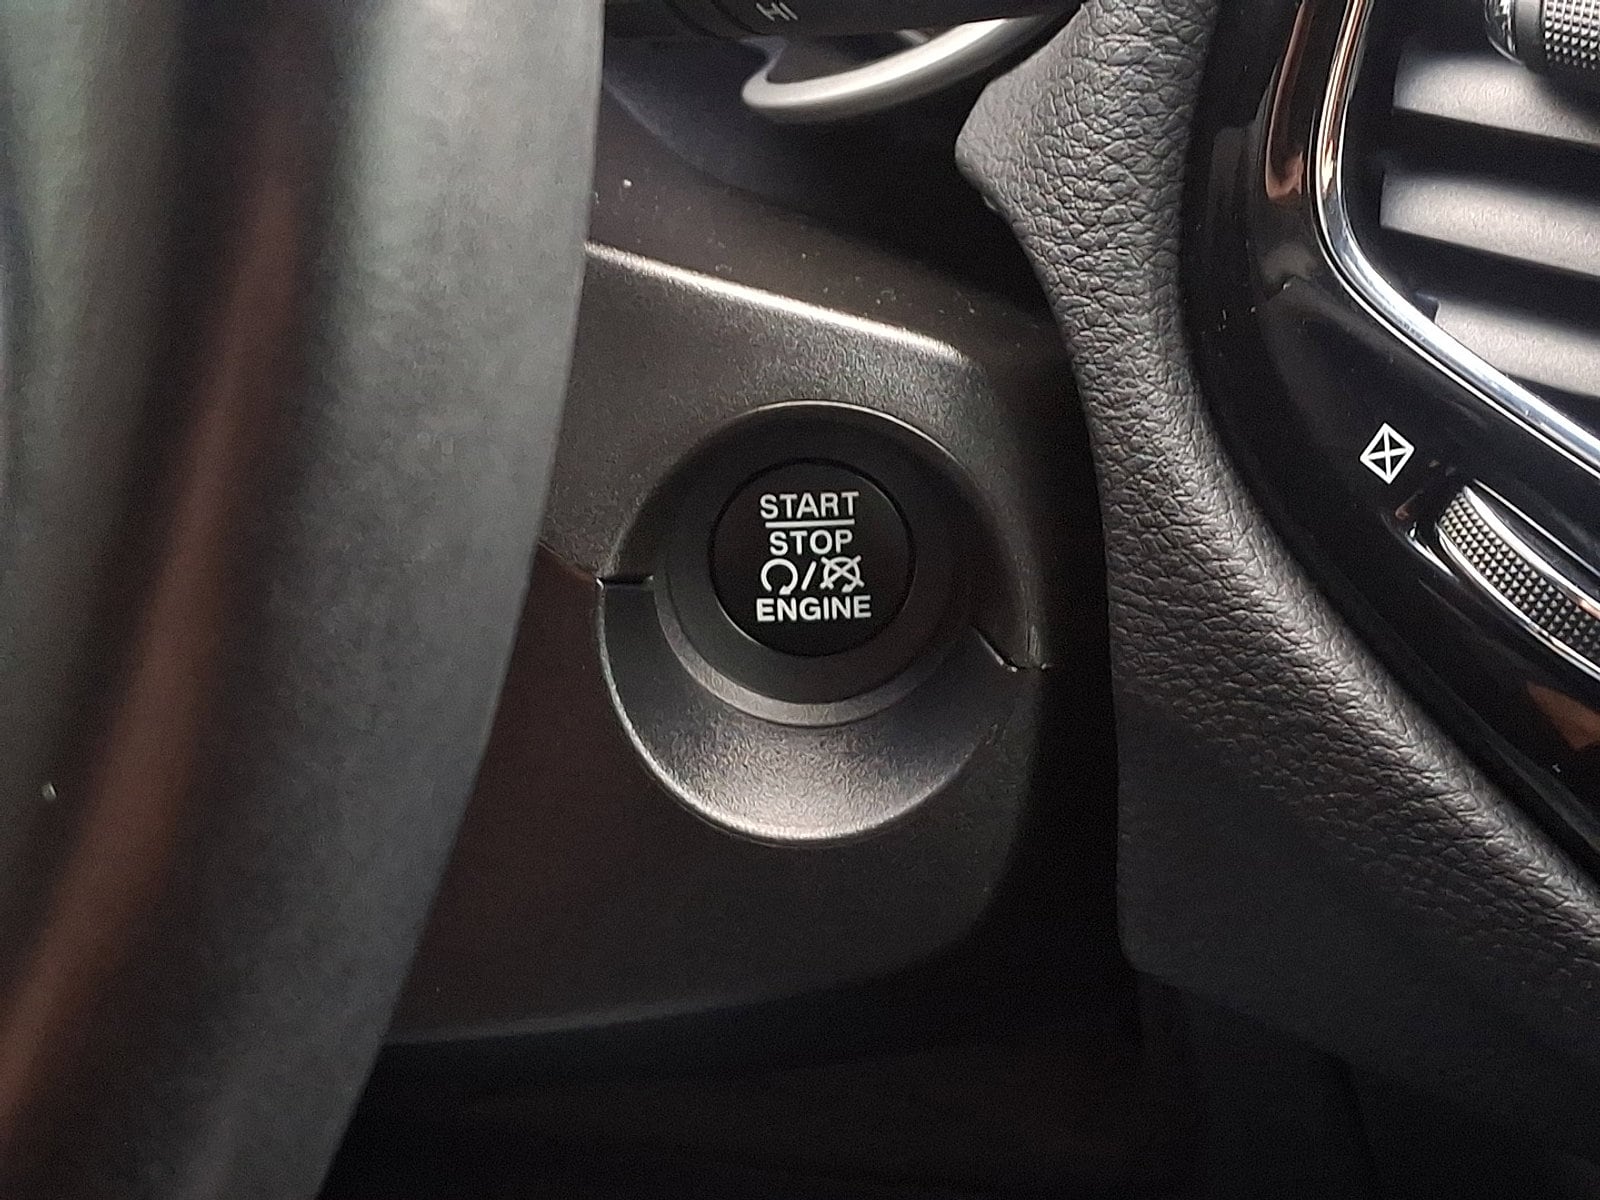 START
STOP
/
ENGINE